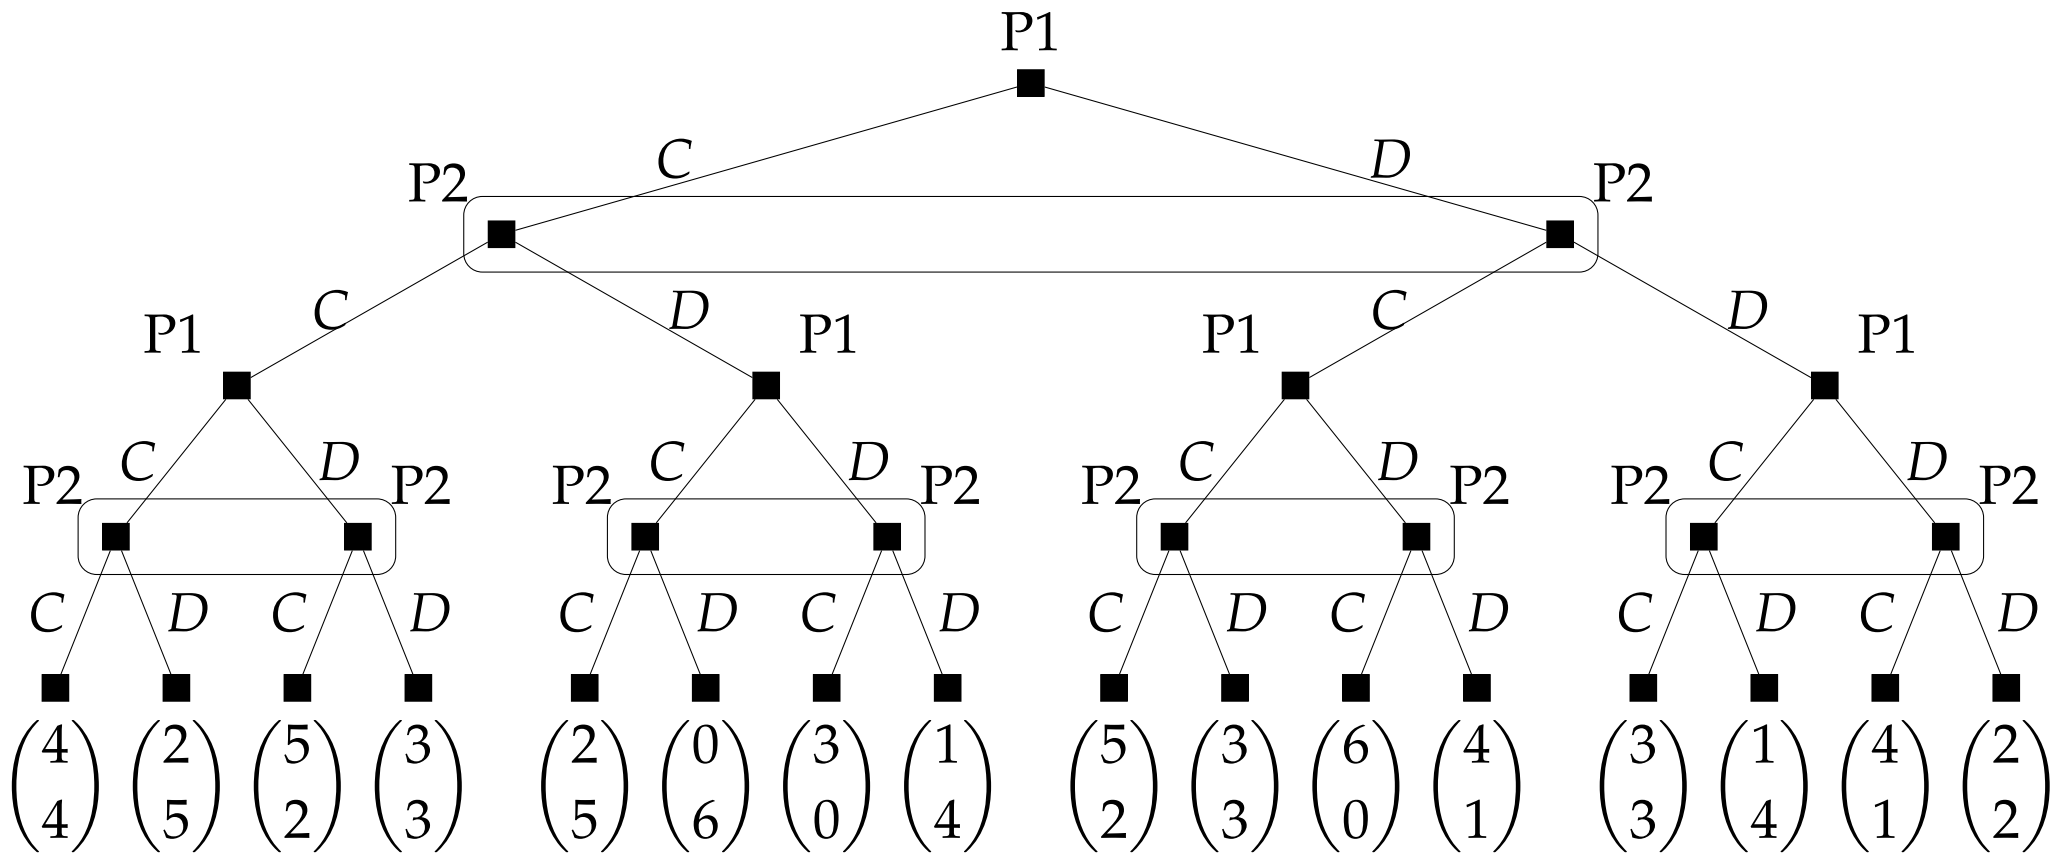 P1
C D
P2 P2
C D C D
P1 P1 P1 P1
C D C D C D C D
P2 P2 P2 P2 P2 P2 P2 P2
C D C D C D C D C D C D C D C D
4 2 5 3 2 0 3 1 5 3 6 4 3 1 4 2
4 5 2 3 5 6 0 4 2 3 0 1 3 4 1 2